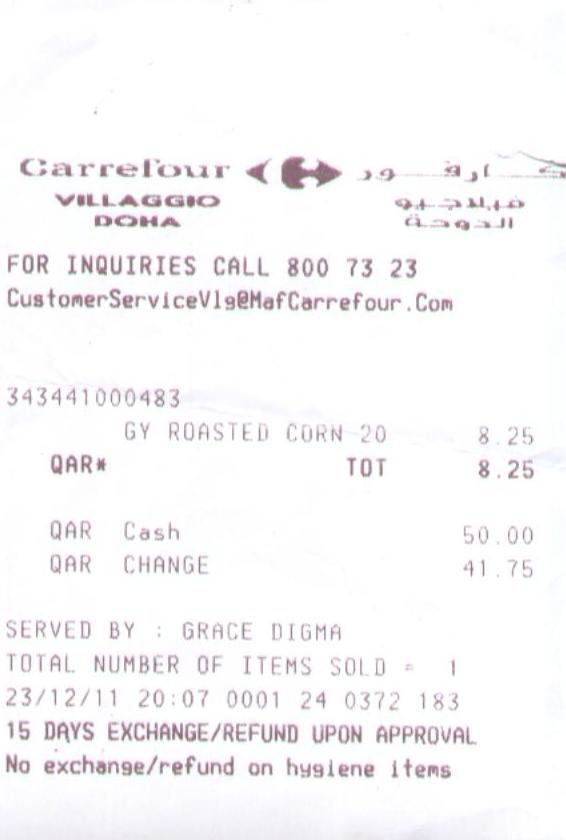 Carrefour كارفور
VILLAGGIO فيلاجيو
DOHA الدوحة
FOR INQUIRIES CALL 800 73 23
CustomerServiceVlg@MafCarrefour.Com
343441000483
GY ROASTED CORN 20 8.25
QAR* TOT 8.25
QAR Cash 50.00
QAR CHANGE 41.75
SERVED BY : GRACE DIGMA
TOTAL NUMBER OF ITEMS SOLD = 1
23/12/11 20:07 0001 24 0372 183
15 DAYS EXCHANGE/REFUND UPON APPROVAL
No exchange/refund on hygiene items